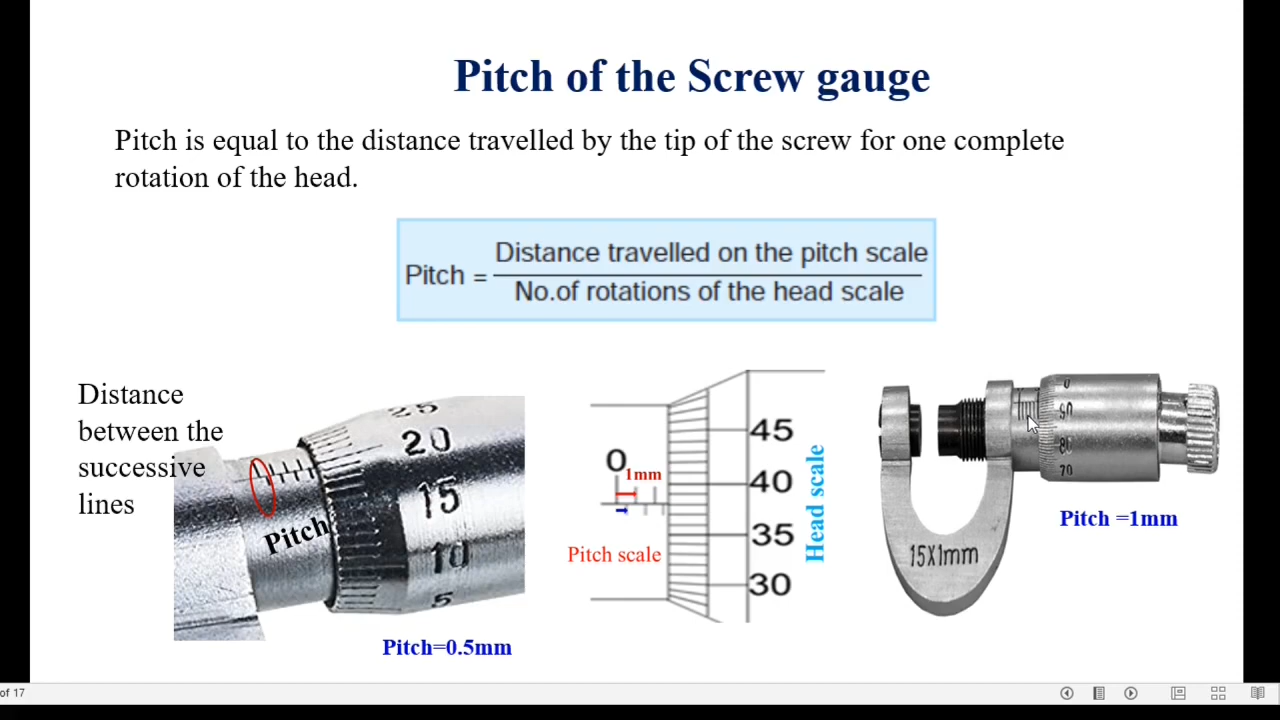 Pitch of the Screw gauge
Pitch is equal to the distance travelled by the tip of the screw for one complete
rotation of the head.
Pitch = Distance travelled on the pitch scale
No.of rotations of the head scale
Distance
between the
successive
lines
25
20
15
10
5
Pitch
Pitch=0.5mm
0
1mm
Pitch scale
45
40
35
30
Head scale
0
70
15X1mm
Pitch =1mm
of 17